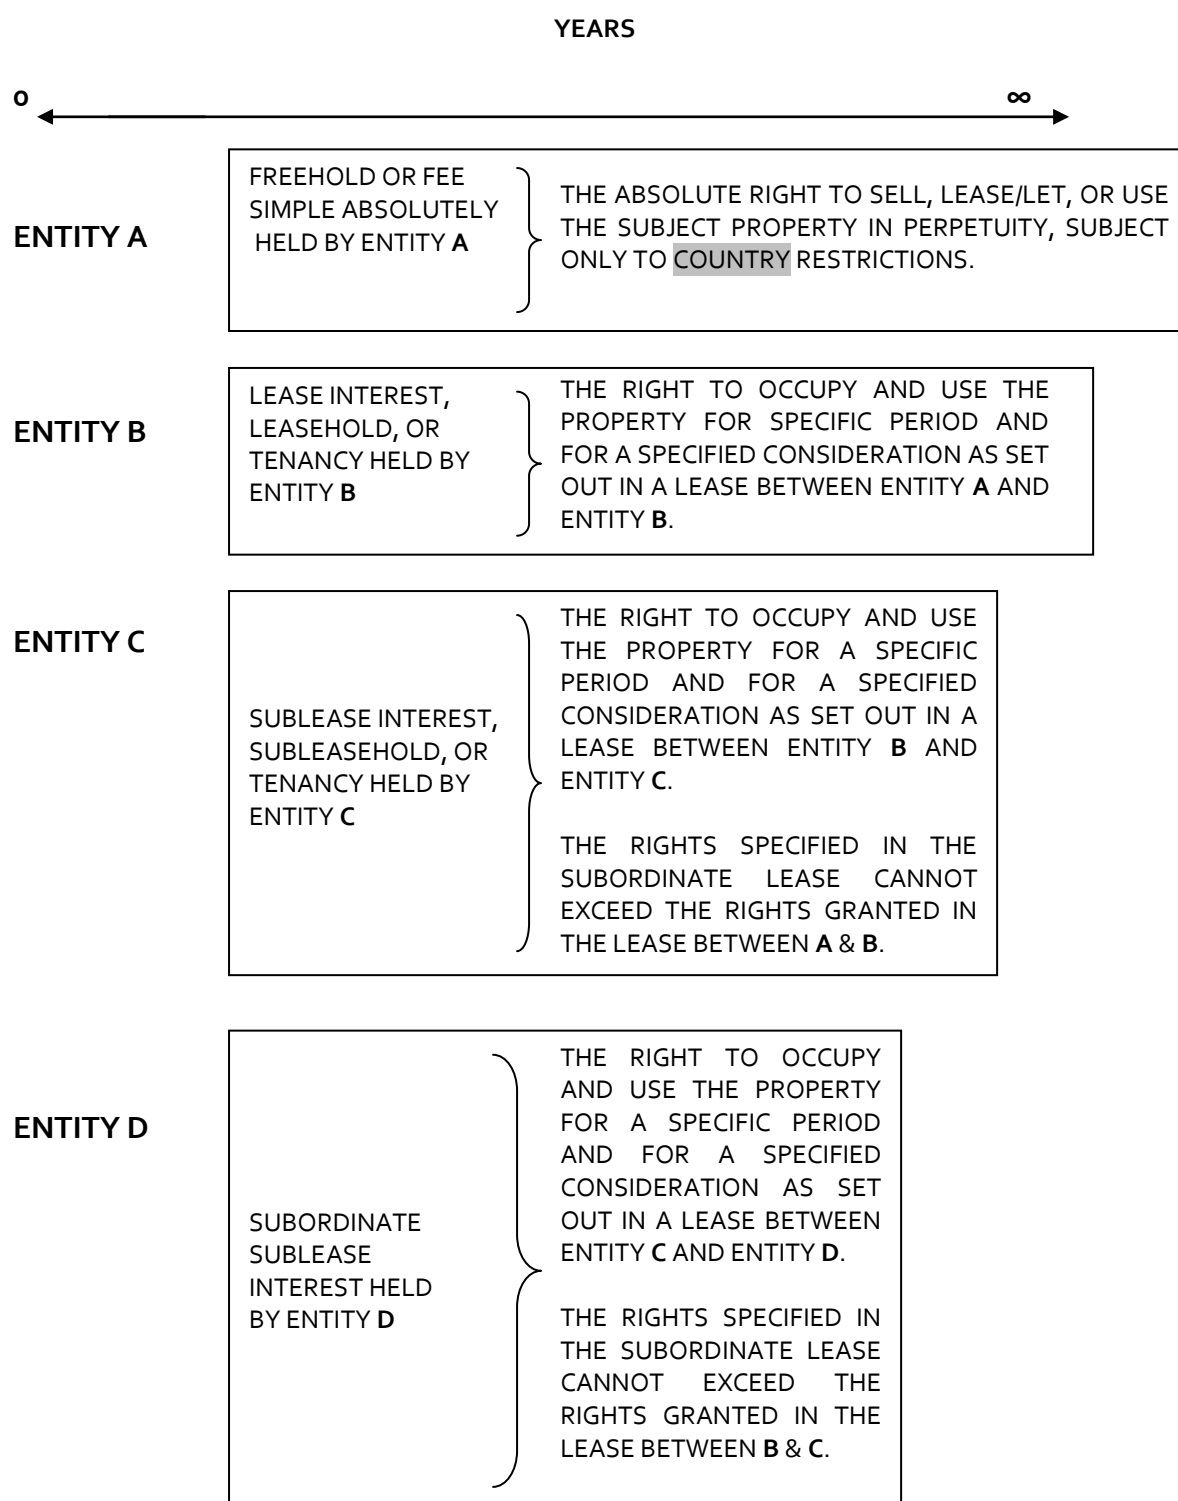 YEARS
0 ∞
ENTITY A
FREEHOLD OR FEE
SIMPLE ABSOLUTELY
HELD BY ENTITY A
THE ABSOLUTE RIGHT TO SELL, LEASE/LET, OR USE
THE SUBJECT PROPERTY IN PERPETUITY, SUBJECT
ONLY TO COUNTRY RESTRICTIONS.
ENTITY B
LEASE INTEREST,
LEASEHOLD, OR
TENANCY HELD BY
ENTITY B
THE RIGHT TO OCCUPY AND USE THE
PROPERTY FOR SPECIFIC PERIOD AND
FOR A SPECIFIED CONSIDERATION AS SET
OUT IN A LEASE BETWEEN ENTITY A AND
ENTITY B.
ENTITY C
SUBLEASE INTEREST,
SUBLEASEHOLD, OR
TENANCY HELD BY
ENTITY C
THE RIGHT TO OCCUPY AND USE
THE PROPERTY FOR A SPECIFIC
PERIOD AND FOR A SPECIFIED
CONSIDERATION AS SET OUT IN A
LEASE BETWEEN ENTITY B AND
ENTITY C.
THE RIGHTS SPECIFIED IN THE
SUBORDINATE LEASE CANNOT
EXCEED THE RIGHTS GRANTED IN
THE LEASE BETWEEN A & B.
ENTITY D
SUBORDINATE
SUBLEASE
INTEREST HELD
BY ENTITY D
THE RIGHT TO OCCUPY
AND USE THE PROPERTY
FOR A SPECIFIC PERIOD
AND FOR A SPECIFIED
CONSIDERATION AS SET
OUT IN A LEASE BETWEEN
ENTITY C AND ENTITY D.
THE RIGHTS SPECIFIED IN
THE SUBORDINATE LEASE
CANNOT EXCEED THE
RIGHTS GRANTED IN THE
LEASE BETWEEN B & C.